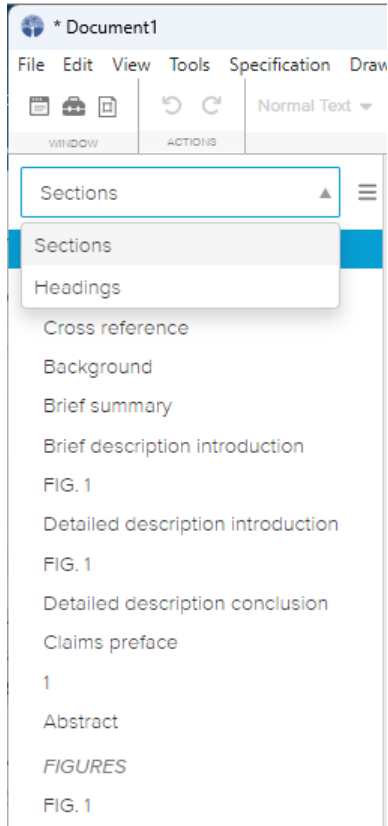 * Document1
File Edit View Tools Specification Draw
Normal Text
WINDOW ACTIONS
Sections
Sections
Headings
Cross reference
Background
Brief summary
Brief description introduction
FIG. 1
Detailed description introduction
FIG. 1
Detailed description conclusion
Claims preface
1
Abstract
FIGURES
FIG. 1